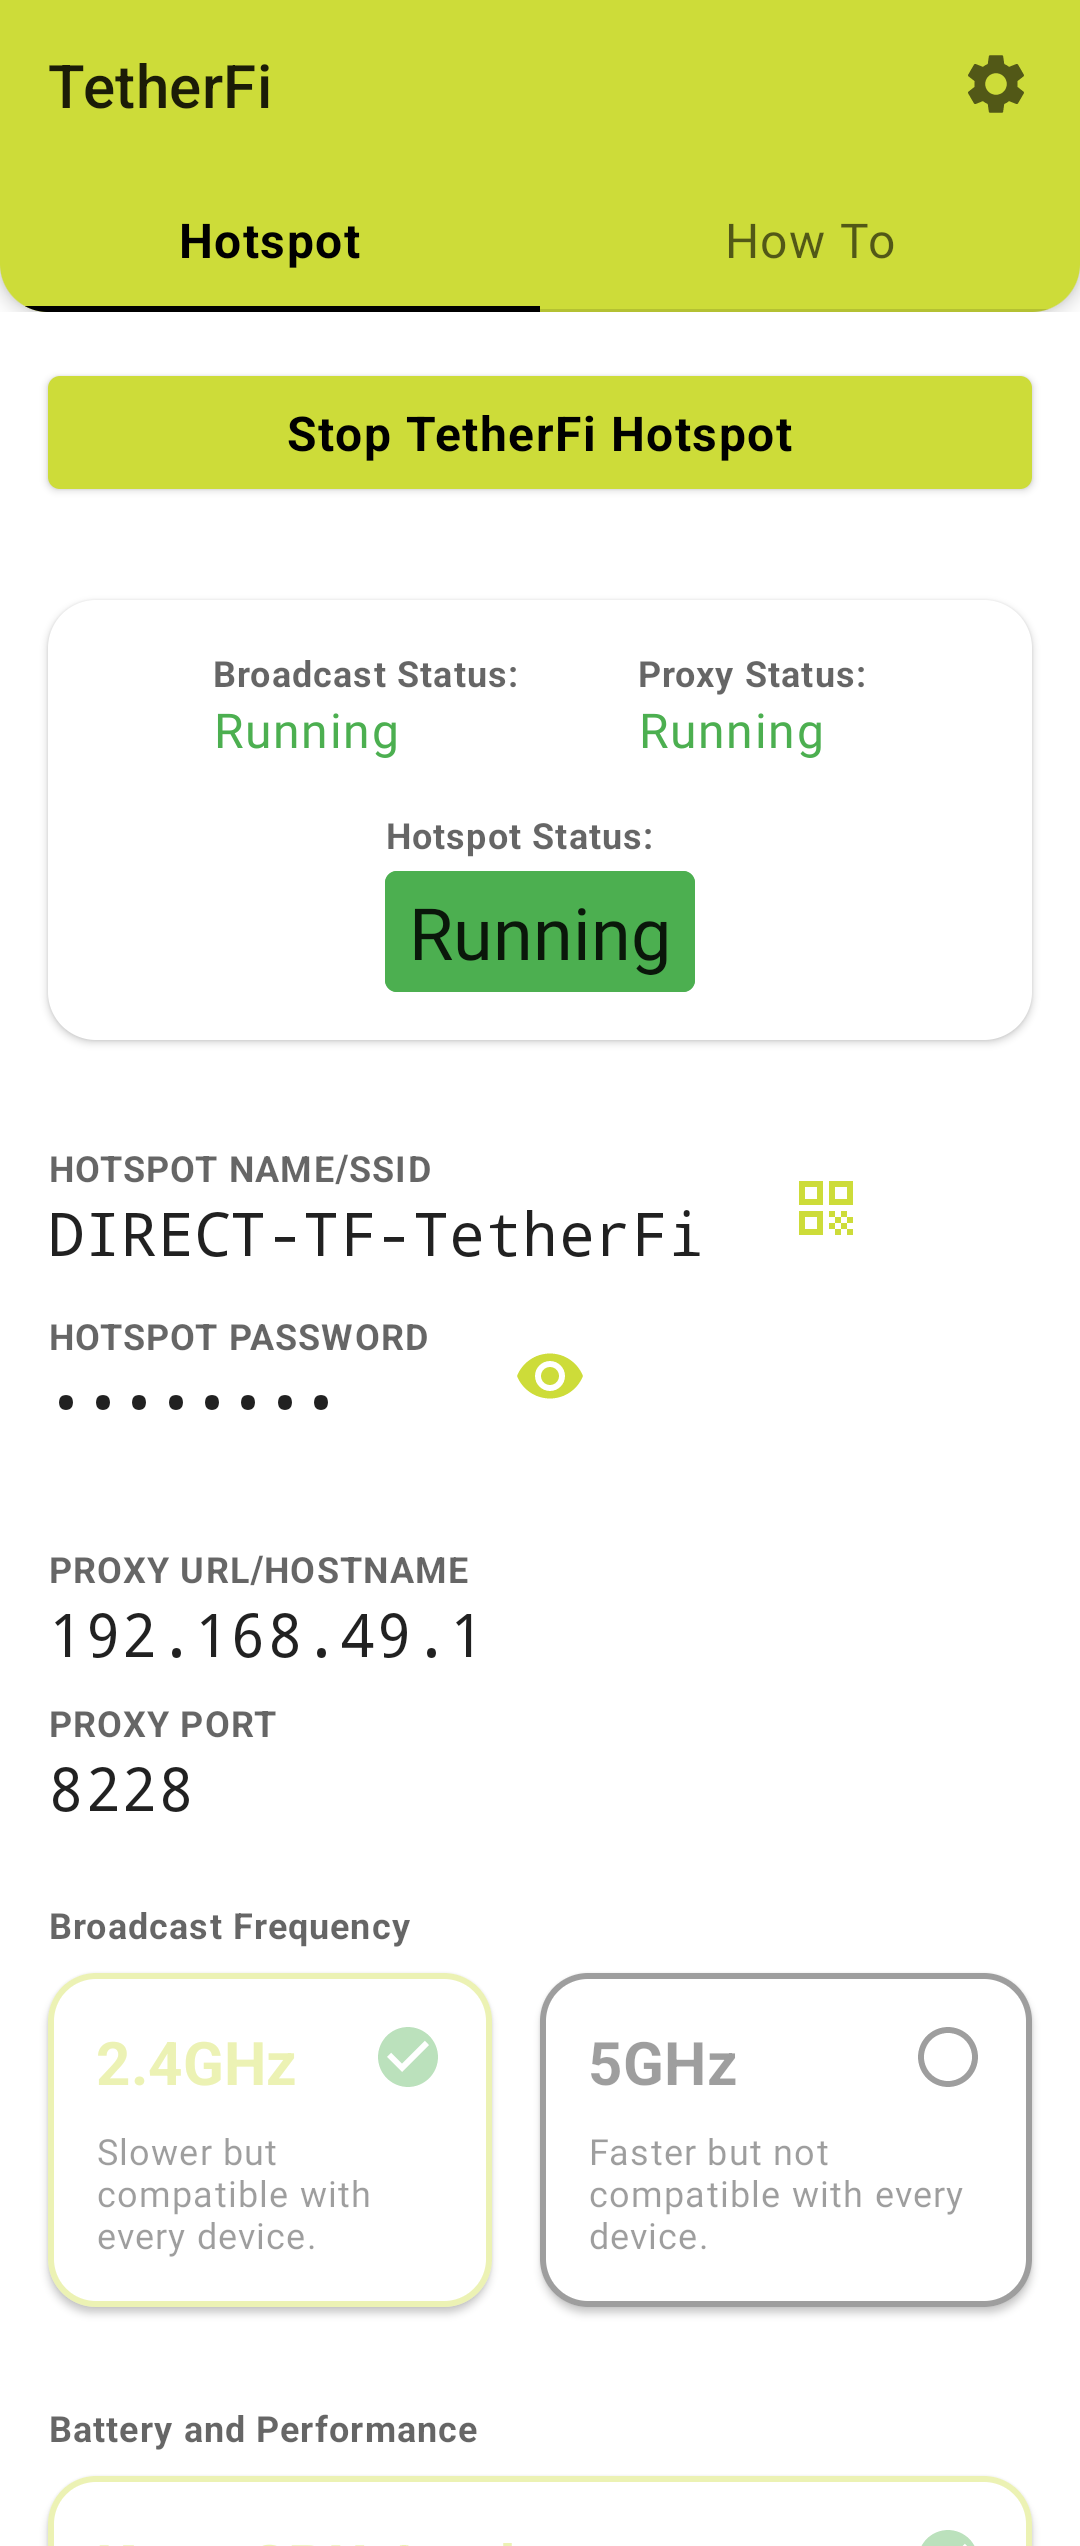 TetherFi
Hotspot
How To
Stop TetherFi Hotspot
Broadcast Status:
Proxy Status:
Running
Running
Hotspot Status:
Running
HOTSPOT NAME/SSID
DIRECT-TF-TetherFi
HOTSPOT PASSWORD
••••••••
PROXY URL/HOSTNAME
192.168.49.1
PROXY PORT
8228
Broadcast Frequency
2.4GHz
5GHz
Slower but
compatible with
every device.
Faster but not
compatible with every
device.
Battery and Performance